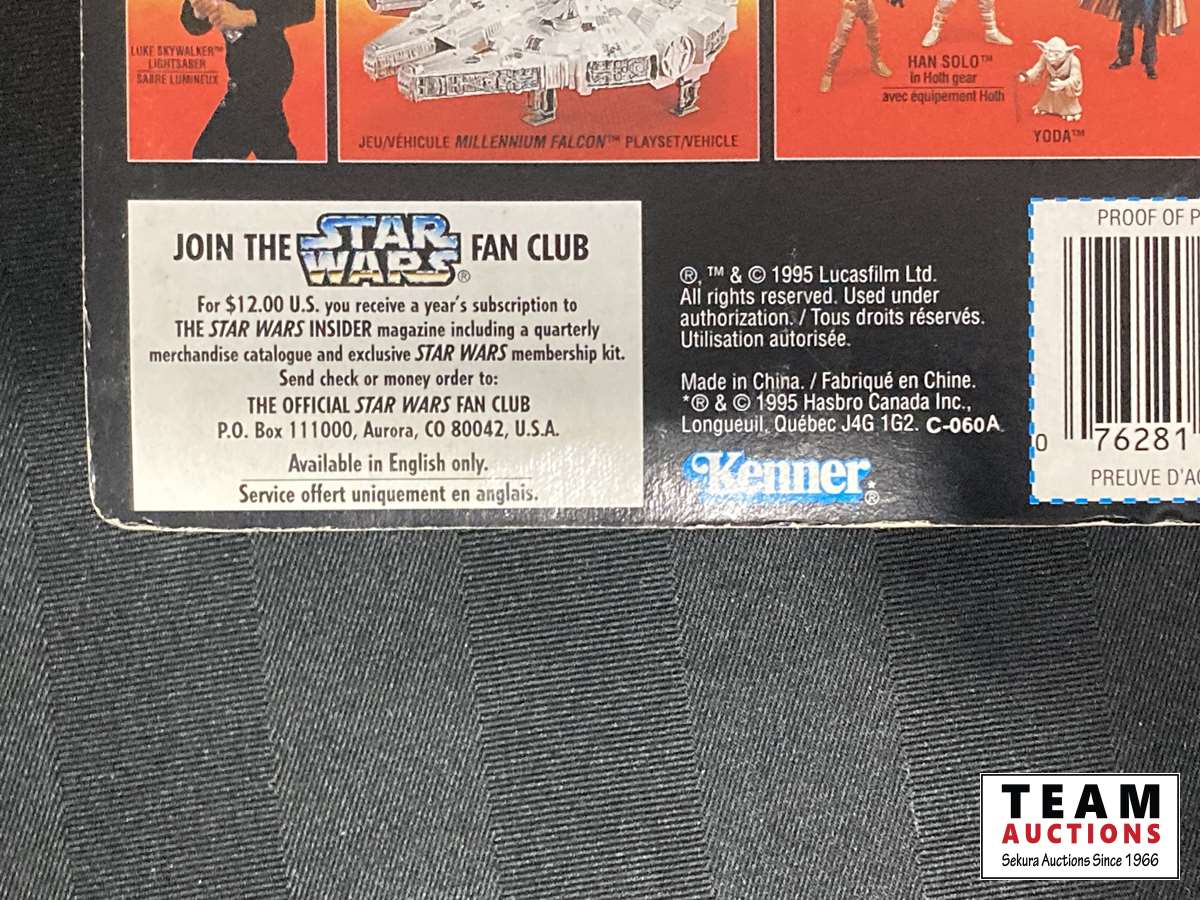 LUKE SKYWALKER™
LIGHTSABER
SABRE LUMINEUX
JEU/VÉHICULE MILLENNIUM FALCON™ PLAYSET/VEHICLE
HAN SOLO™
in Hoth gear
avec équipement Hoth
YODA™
JOIN THE STAR WARS® FAN CLUB
For $12.00 U.S. you receive a year's subscription to
THE STAR WARS INSIDER magazine including a quarterly
merchandise catalogue and exclusive STAR WARS membership kit.
Send check or money order to:
THE OFFICIAL STAR WARS FAN CLUB
P.O. Box 111000, Aurora, CO 80042, U.S.A.
Available in English only.
Service offert uniquement en anglais.
®, ™ & © 1995 Lucasfilm Ltd.
All rights reserved. Used under
authorization. / Tous droits réservés.
Utilisation autorisée.
Made in China. / Fabriqué en Chine.
*® & © 1995 Hasbro Canada Inc.,
Longueuil, Québec J4G 1G2. C-060A
Kenner*®
PROOF OF P
0 76281
PREUVE D'AC
TEAM
AUCTIONS
Sekura Auctions Since 1966